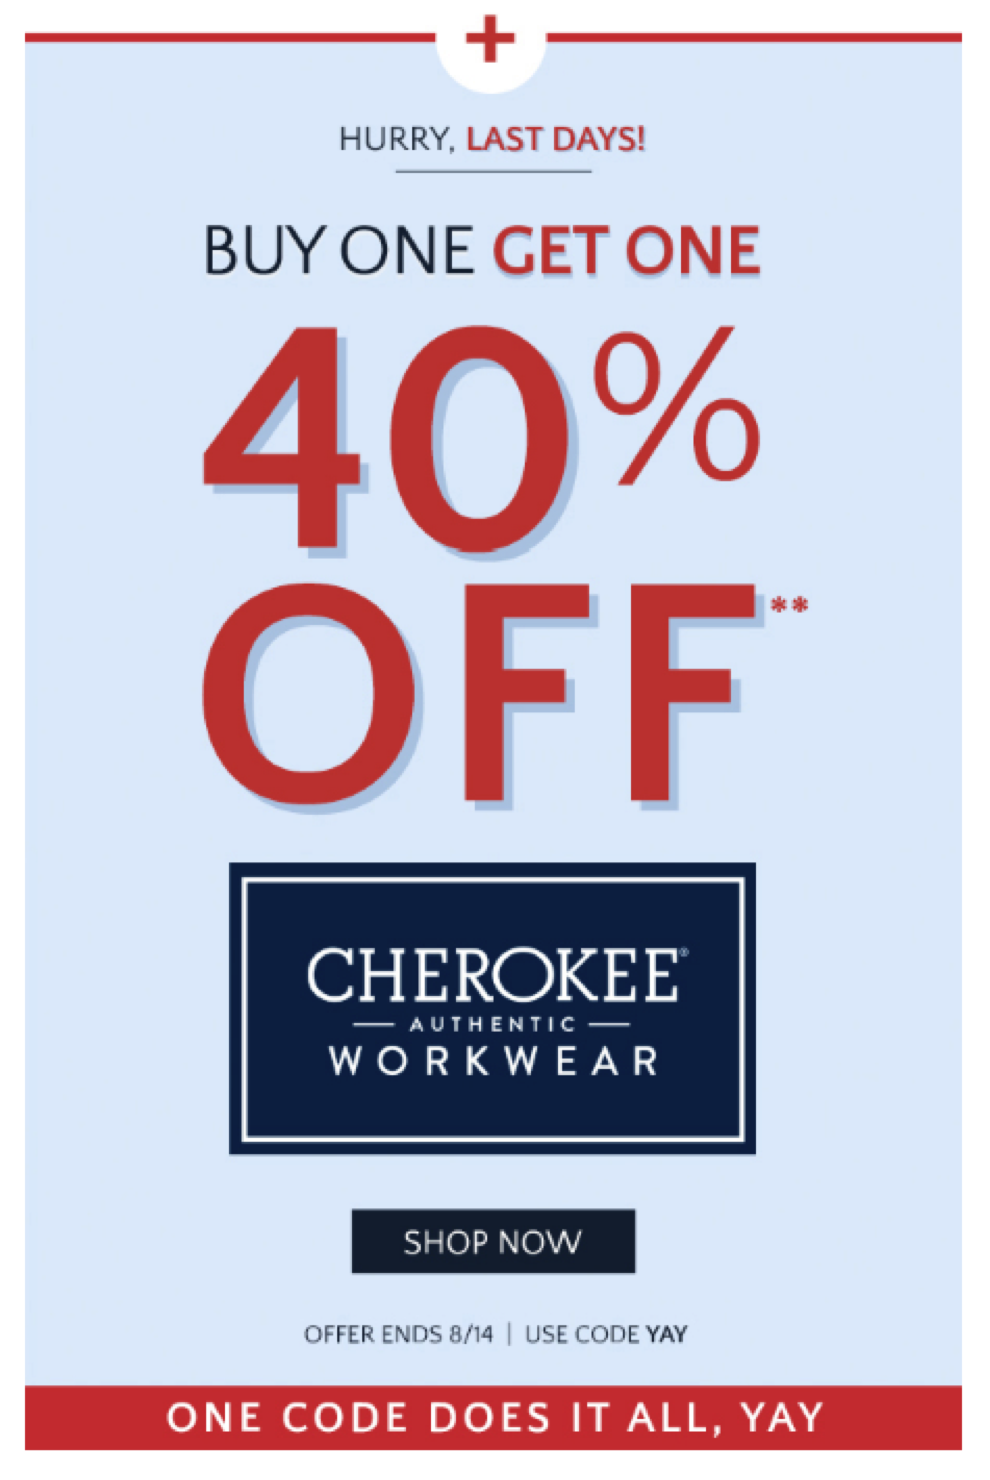 +
HURRY, LAST DAYS!
BUY ONE GET ONE
40%
OFF**
CHEROKEE®
AUTHENTIC
WORKWEAR
SHOP NOW
OFFER ENDS 8/14 | USE CODE YAY
ONE CODE DOES IT ALL, YAY